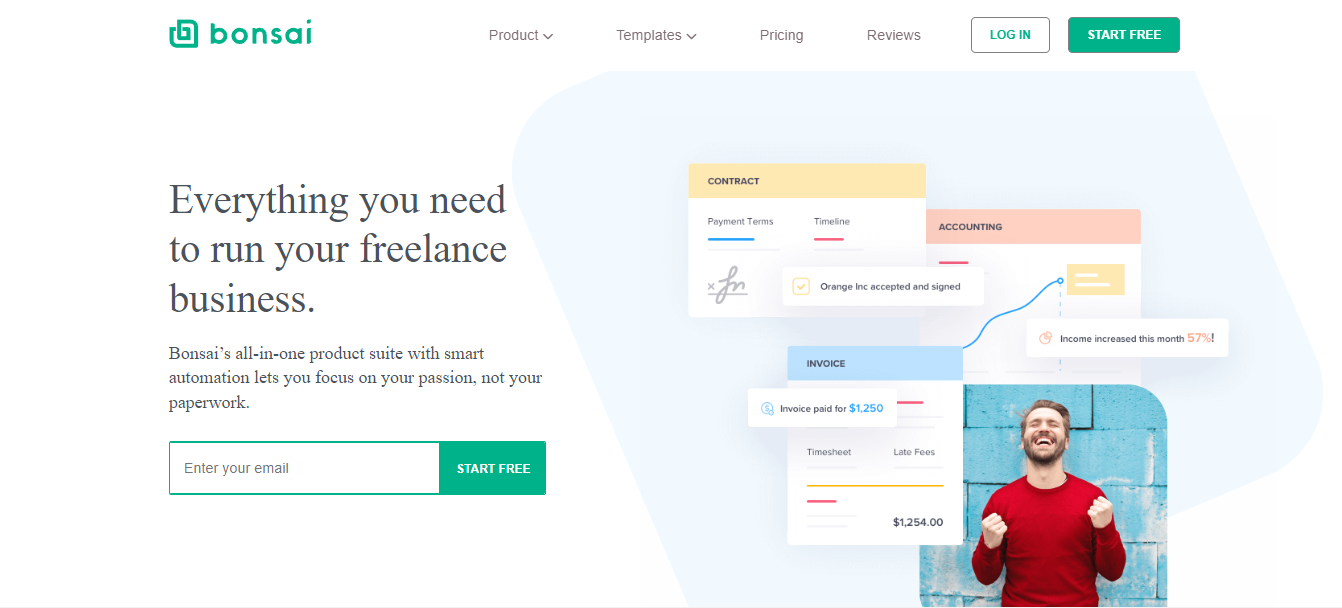 bonsai
Product
Templates
Pricing
Reviews
LOG IN
START FREE
Everything you need
to run your freelance
business.
Bonsai’s all-in-one product suite with smart
automation lets you focus on your passion, not your
paperwork.
Enter your email
START FREE
CONTRACT
Payment Terms
Timeline
Orange Inc accepted and signed
ACCOUNTING
Income increased this month 57%!
INVOICE
Invoice paid for $1,250
Timesheet
Late Fees
$1,254.00